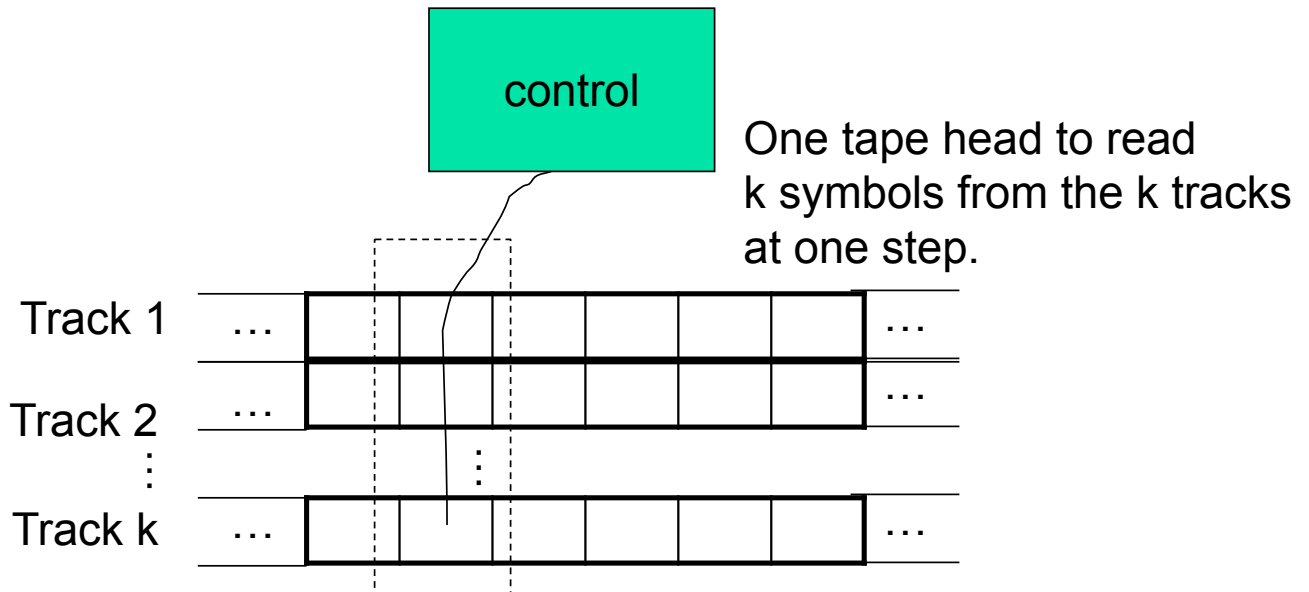 control
One tape head to read
k symbols from the k tracks
at one step.
Track 1 ... ...
Track 2 ... ...
⋮ ⋮
Track k ... ...